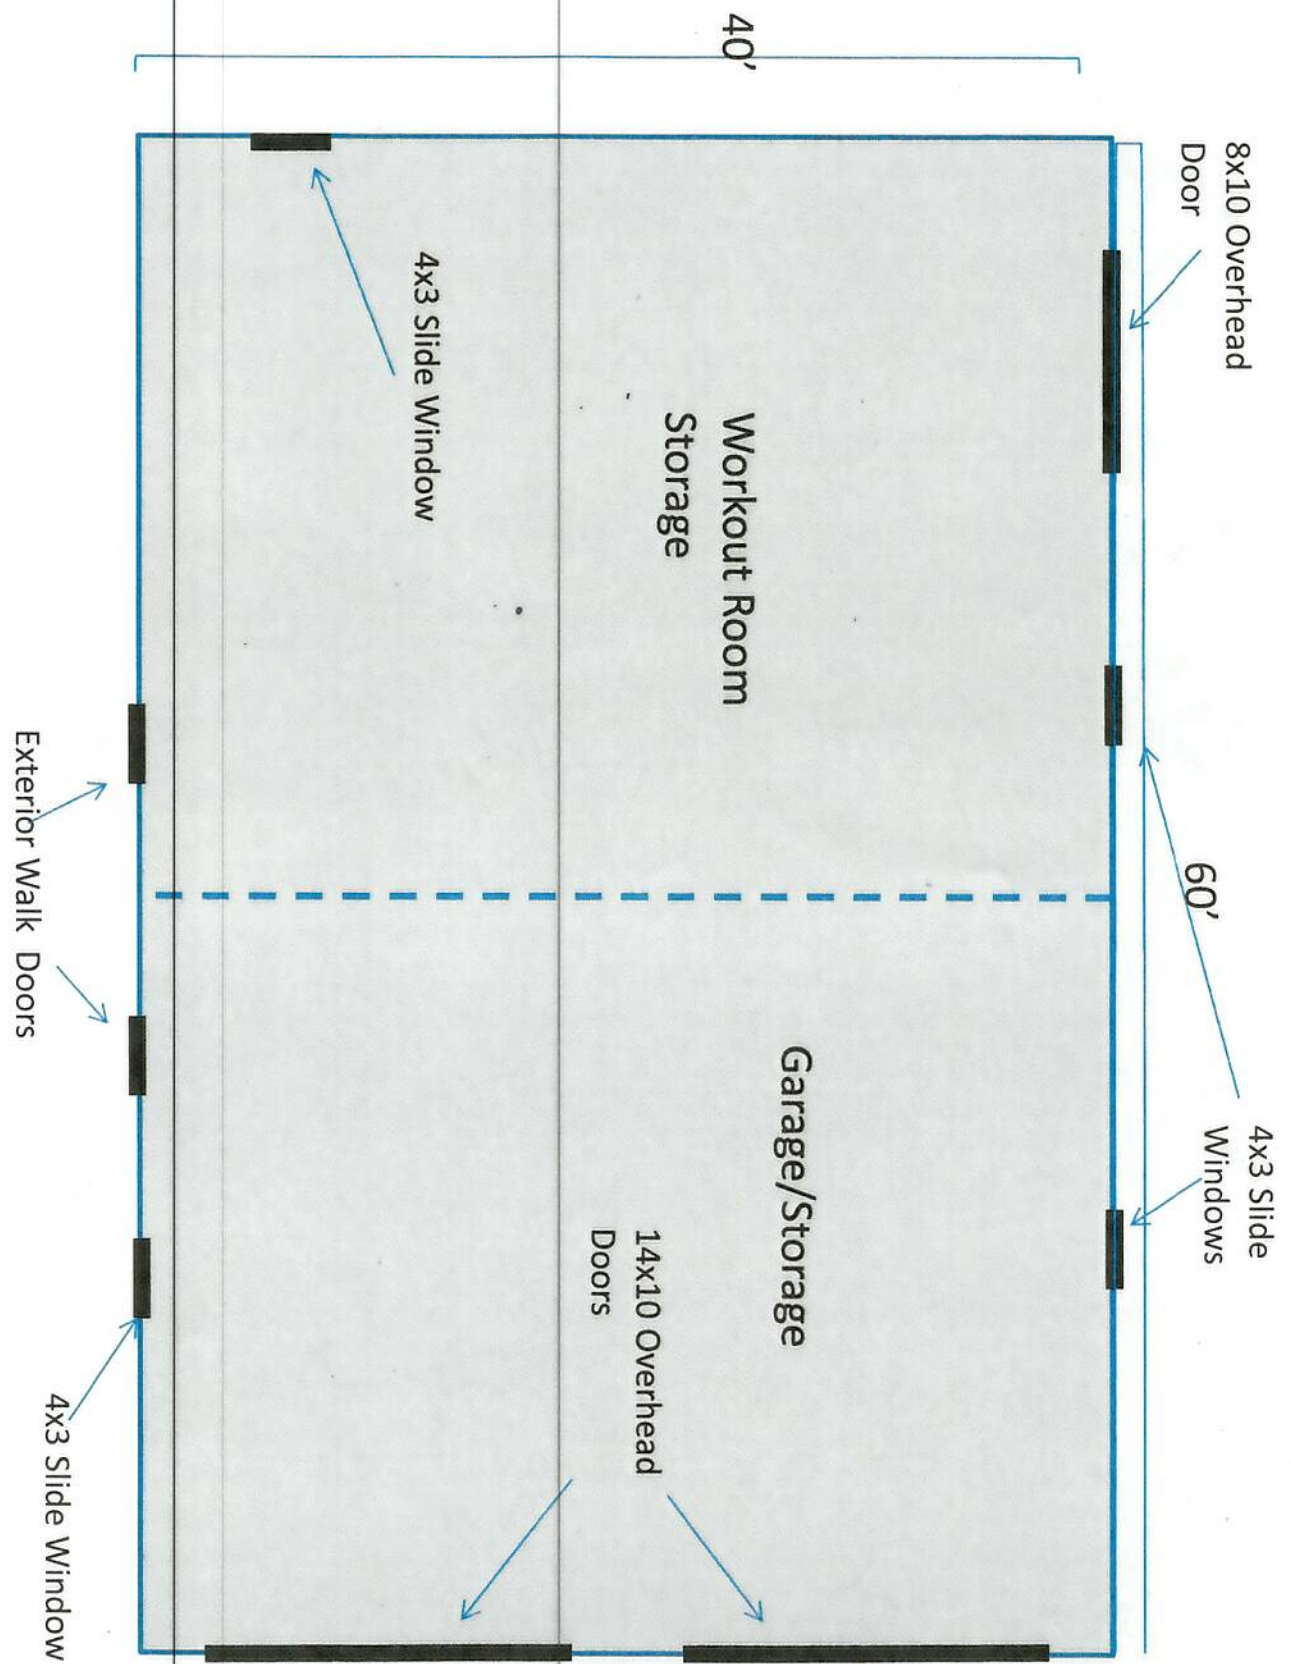 8x10 Overhead
Door
60'
4x3 Slide
Windows
40'
Workout Room
Storage
Garage/Storage
14x10 Overhead
Doors
4x3 Slide Window
Exterior Walk Doors
4x3 Slide Window